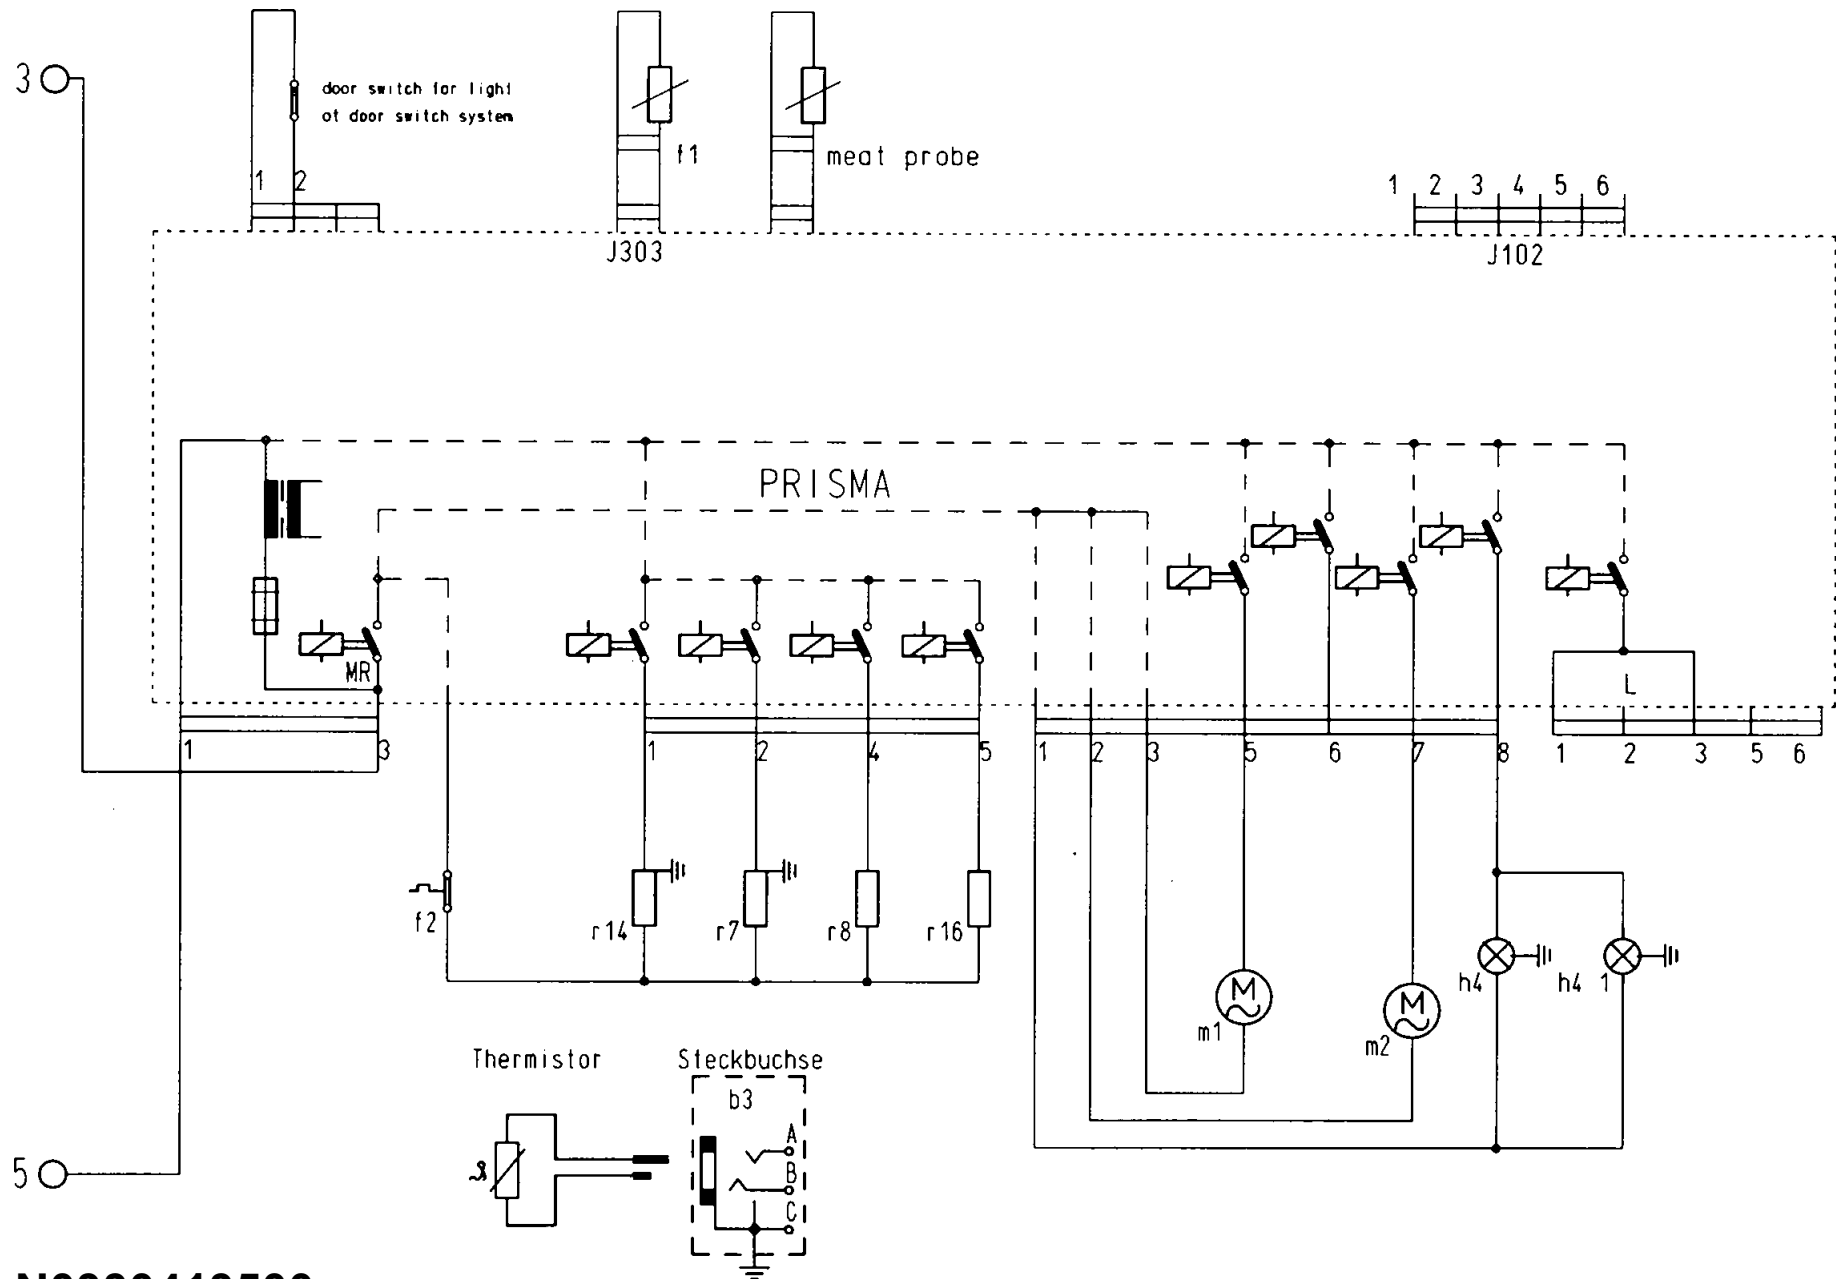 3
door switch for light
ot door switch system
f1
meat probe
1 2
1 2 3 4 5 6
J303
J102
PRISMA
MR
L
1 3
1 2 4 5
1 2 3 5 6 7 8
1 2 3 5 6
f2
r14
r7
r8
r16
h4
h4 1
m1
m2
Thermistor
Steckbuchse
b3
A
B
C
5